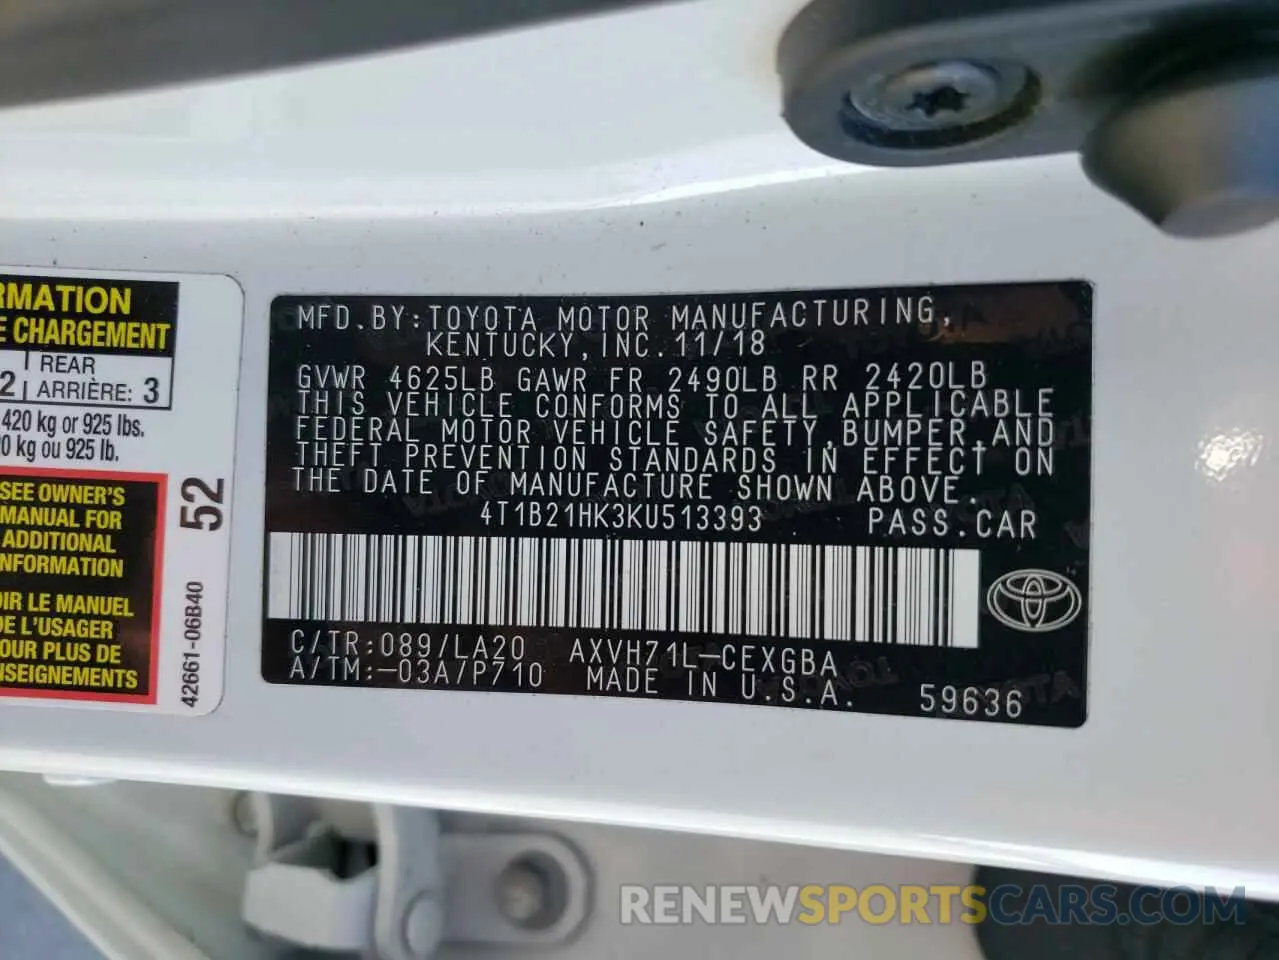 RMATION
E CHARGEMENT
2 REAR
ARRIÈRE: 3
420 kg or 925 lbs.
0 kg ou 925 lb.
SEE OWNER'S
MANUAL FOR
ADDITIONAL
NFORMATION
OIR LE MANUEL
DE L'USAGER
OUR PLUS DE
NSEIGNEMENTS
52
42661-06B40
MFD.BY:TOYOTA MOTOR MANUFACTURING,
KENTUCKY,INC.11/18
GVWR 4625LB GAWR FR 2490LB RR 2420LB
THIS VEHICLE CONFORMS TO ALL APPLICABLE
FEDERAL MOTOR VEHICLE SAFETY,BUMPER,AND
THEFT PREVENTION STANDARDS IN EFFECT ON
THE DATE OF MANUFACTURE SHOWN ABOVE.
4T1B21HK3KU513393 PASS.CAR
C/TR:089/LA20 AXVH71L-CEXGBA
A/TM:-03A/P710 MADE IN U.S.A. 59636
RENEWSPORTSCARS.COM